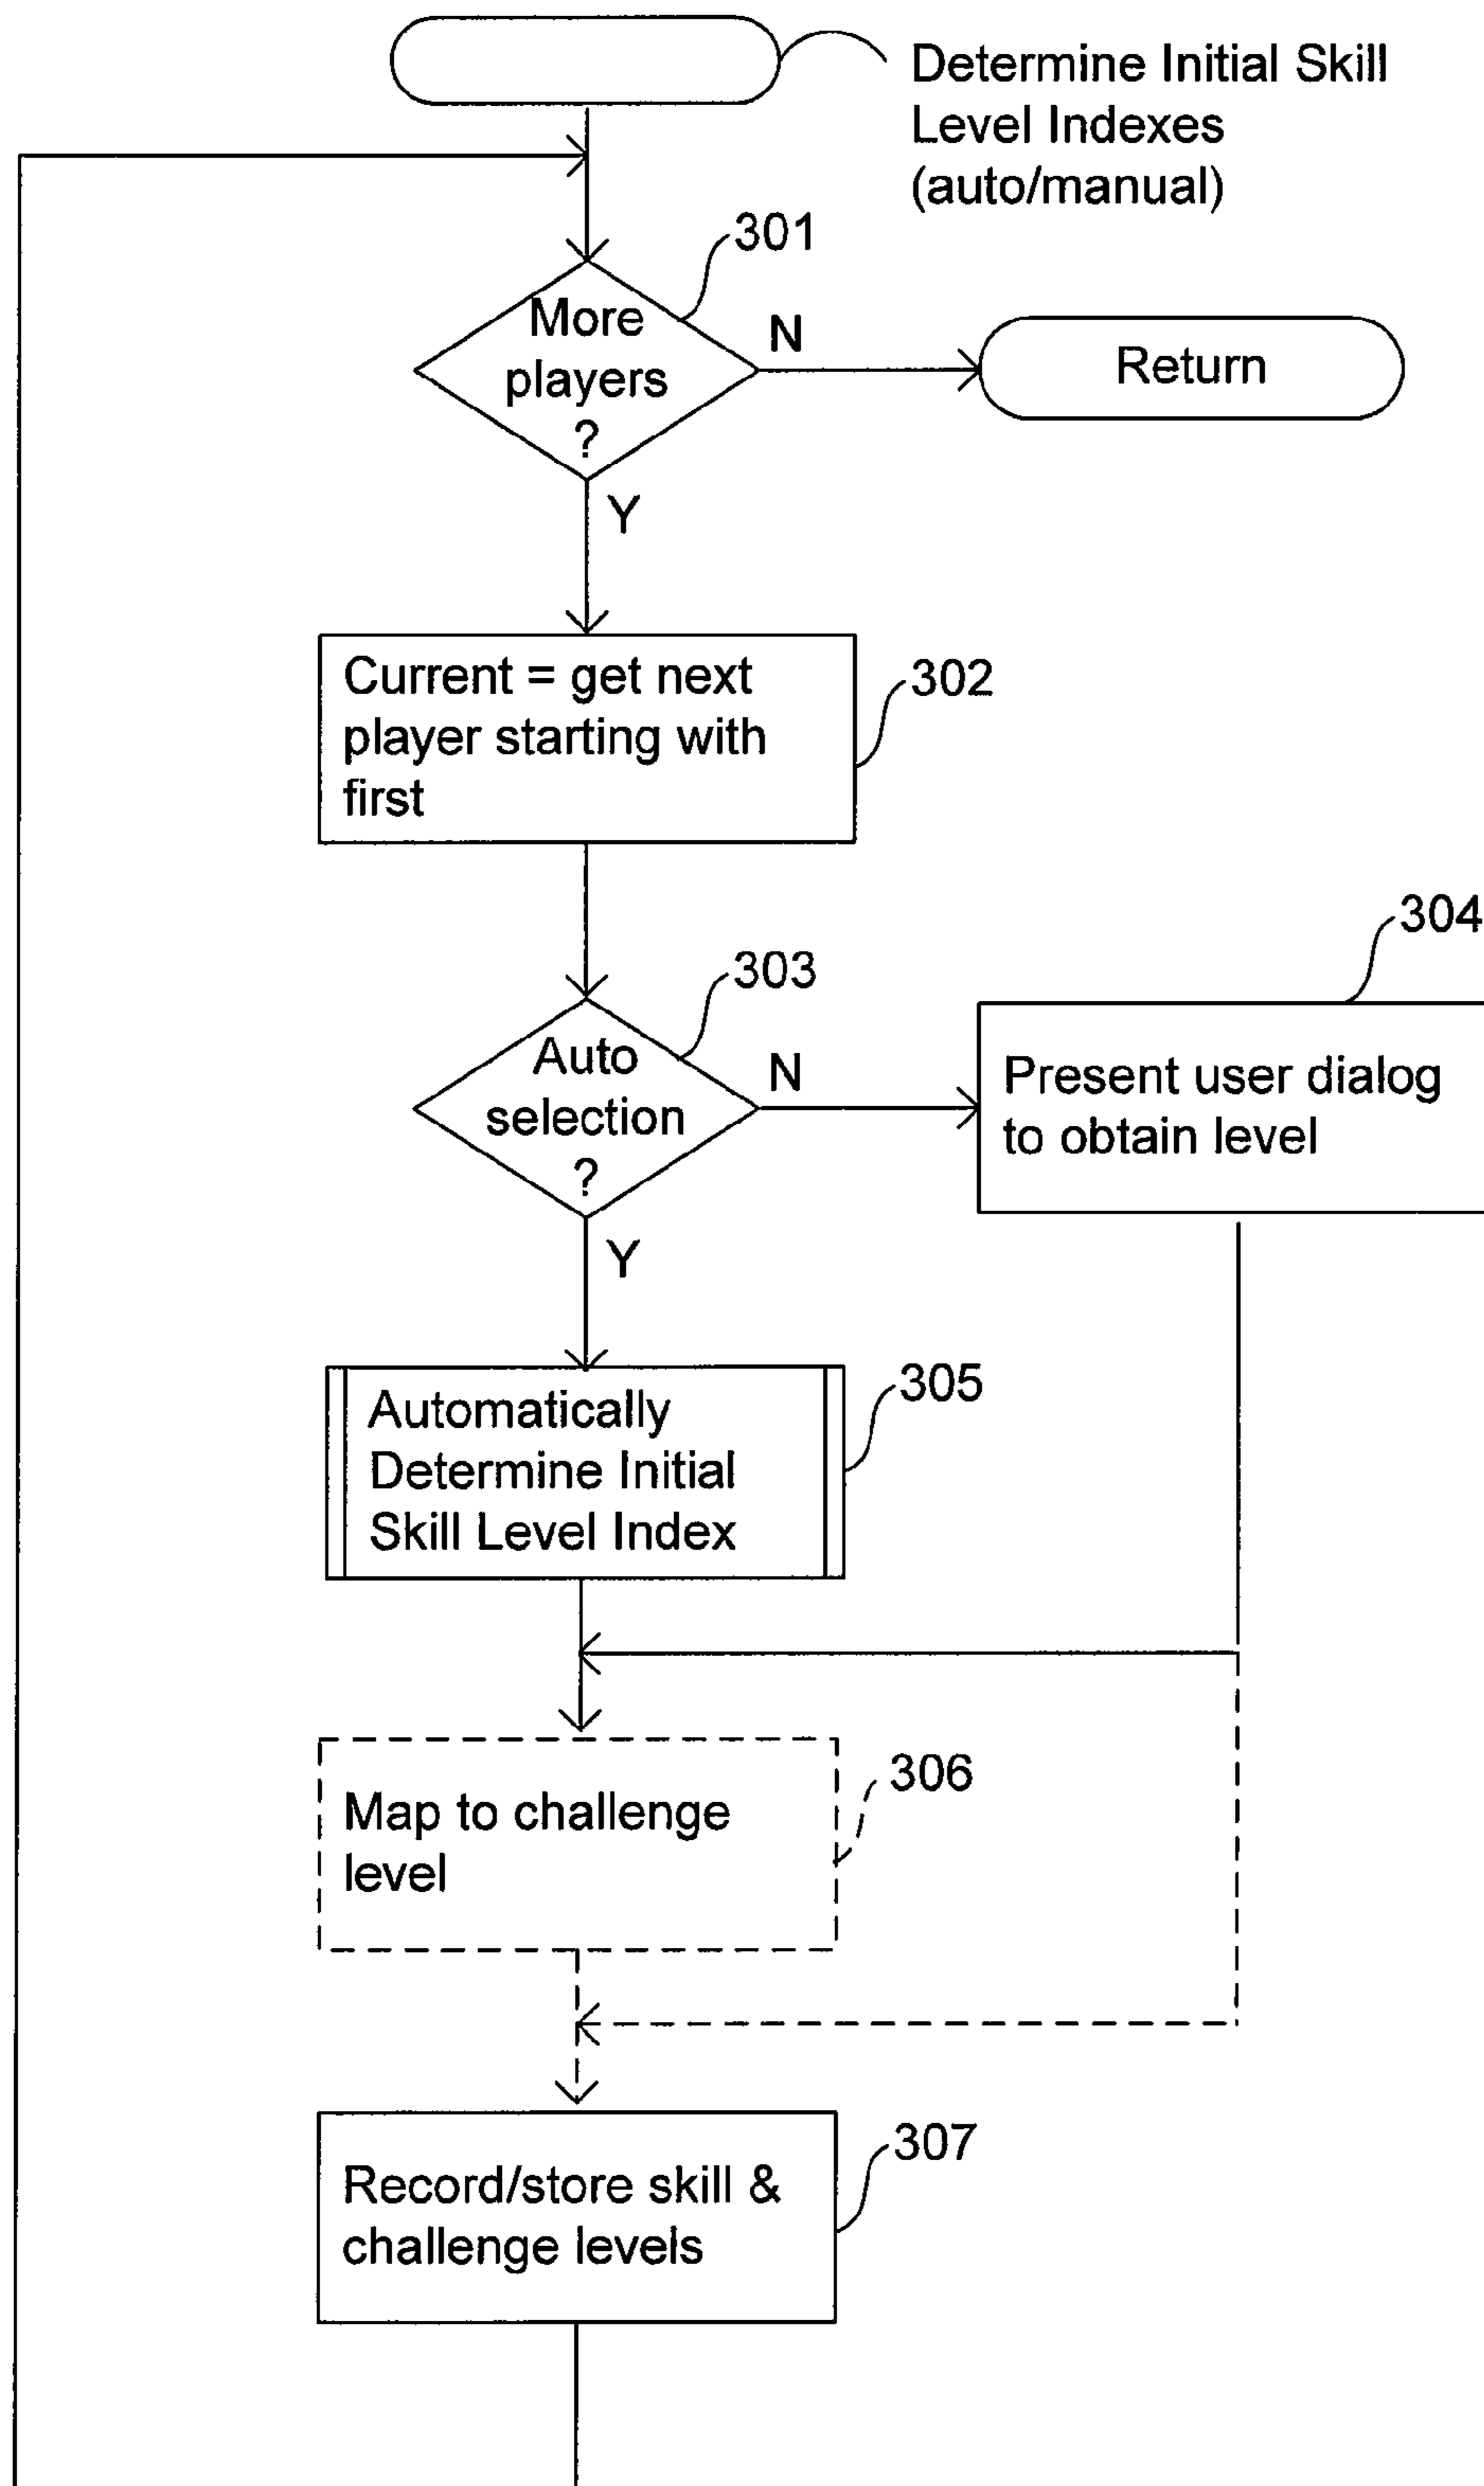 Determine Initial Skill
Level Indexes
(auto/manual)
301
More
players
?
N
Return
Y
302
Current = get next
player starting with
first
304
303
Auto
selection
?
N
Present user dialog
to obtain level
Y
305
Automatically
Determine Initial
Skill Level Index
306
Map to challenge
level
307
Record/store skill &
challenge levels